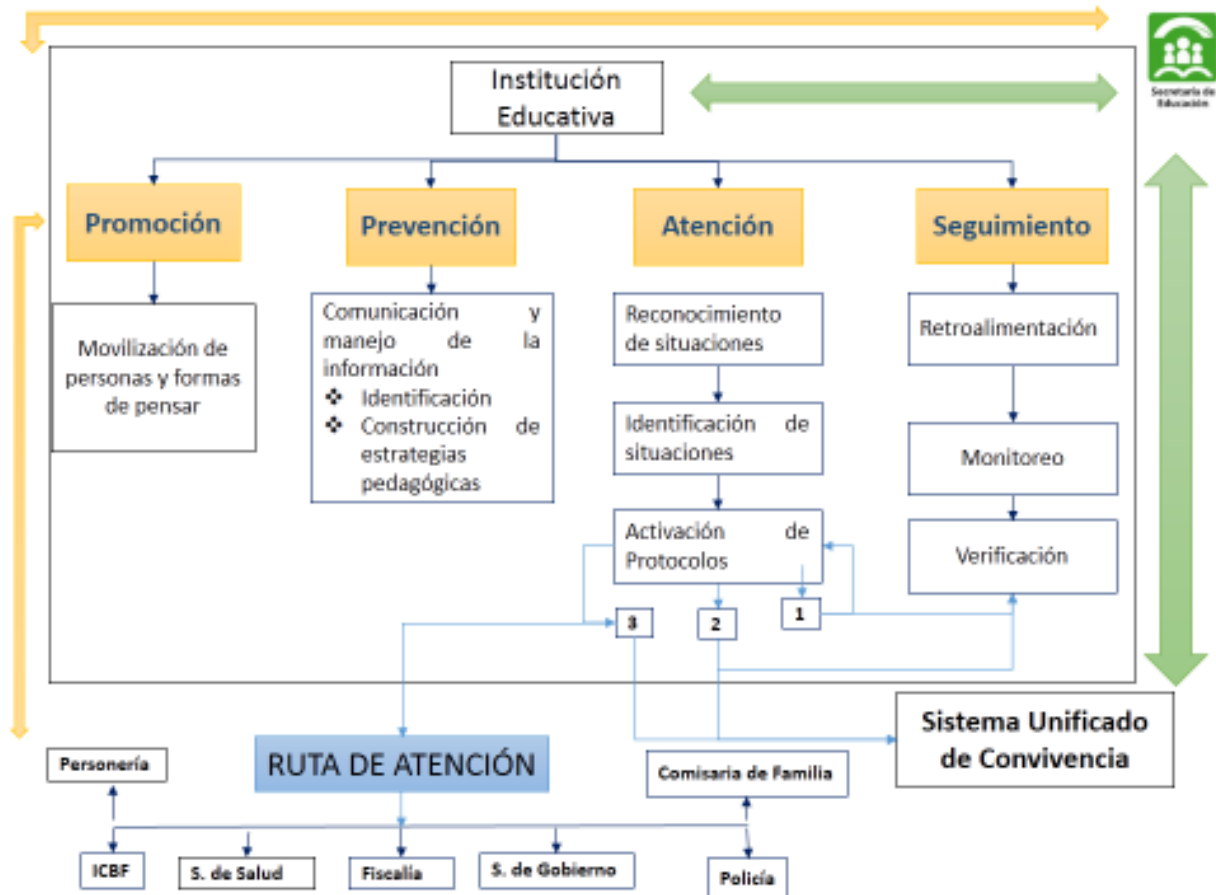 Institución
Educativa
Secretaría de
Educación
Promoción
Prevención
Atención
Seguimiento
Movilización de
personas y formas
de pensar
Comunicación y
manejo de la
información
❖ Identificación
❖ Construcción de
estrategias
pedagógicas
Reconocimiento
de situaciones
Identificación de
situaciones
Activación de
Protocolos
3
2
1
Retroalimentación
Monitoreo
Verificación
Sistema Unificado
de Convivencia
RUTA DE ATENCIÓN
Personería
Comisaria de Familia
ICBF
S. de Salud
Fiscalía
S. de Gobierno
Policía